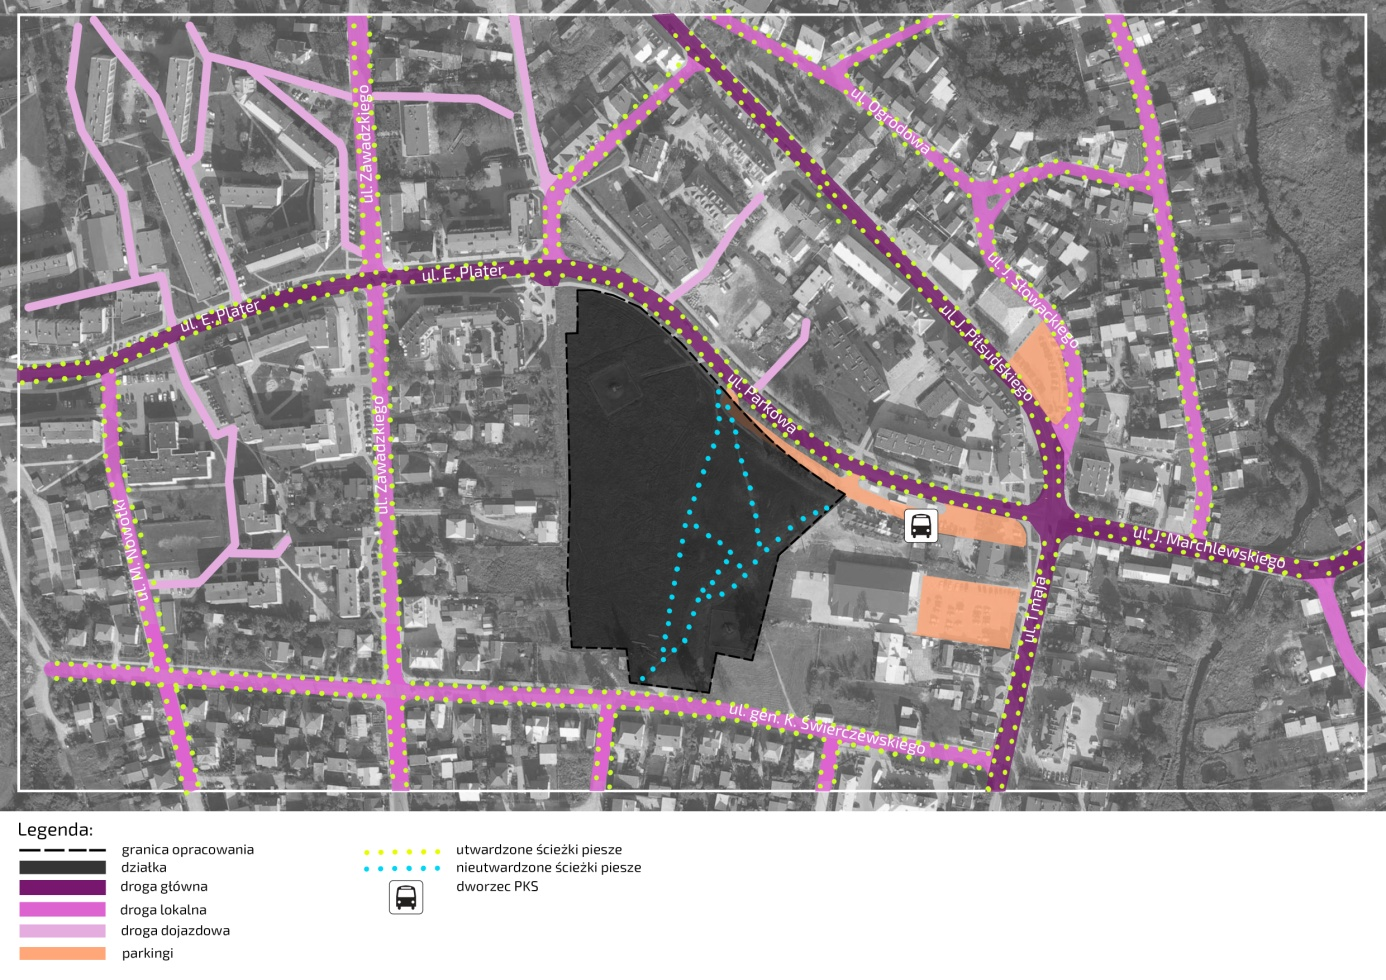 ul. Zawadzkiego
ul. Ogrodowa
ul. E. Plater
ul. E. Plater
ul. J. Słowackiego
ul. J. Piłsudskiego
ul. Parkowa
ul. Zawadzkiego
ul. M. Nowotki
ul. J. Marchlewskiego
ul. 1 maja
ul. gen. K. Świerczewskiego
Legenda:
granica opracowania
działka
droga główna
droga lokalna
droga dojazdowa
parkingi
utwardzone ścieżki piesze
nieutwardzone ścieżki piesze
dworzec PKS